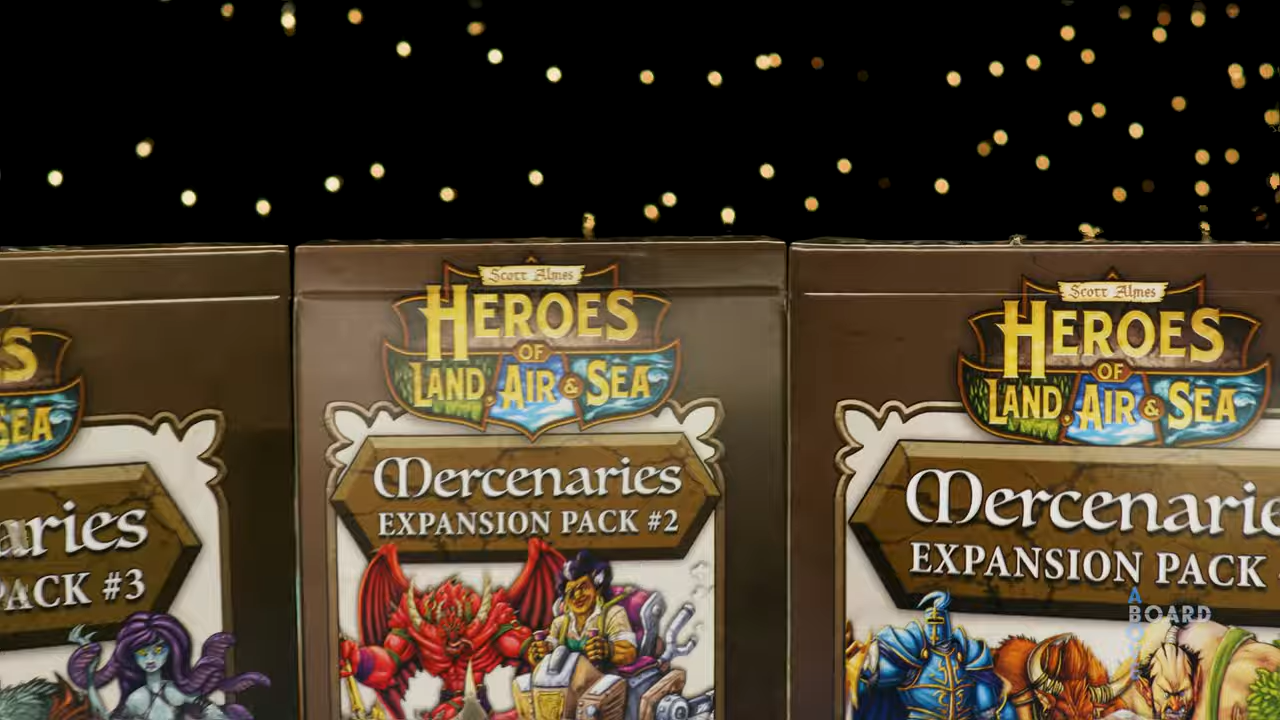 S
SEA
aries
PACK #3
Scott Almes
HEROES
OF
LAND, AIR & SEA
Mercenaries
EXPANSION PACK #2
Scott Almes
HEROES
OF
LAND, AIR & SEA
Mercenarie
EXPANSION PACK
A
BOARD